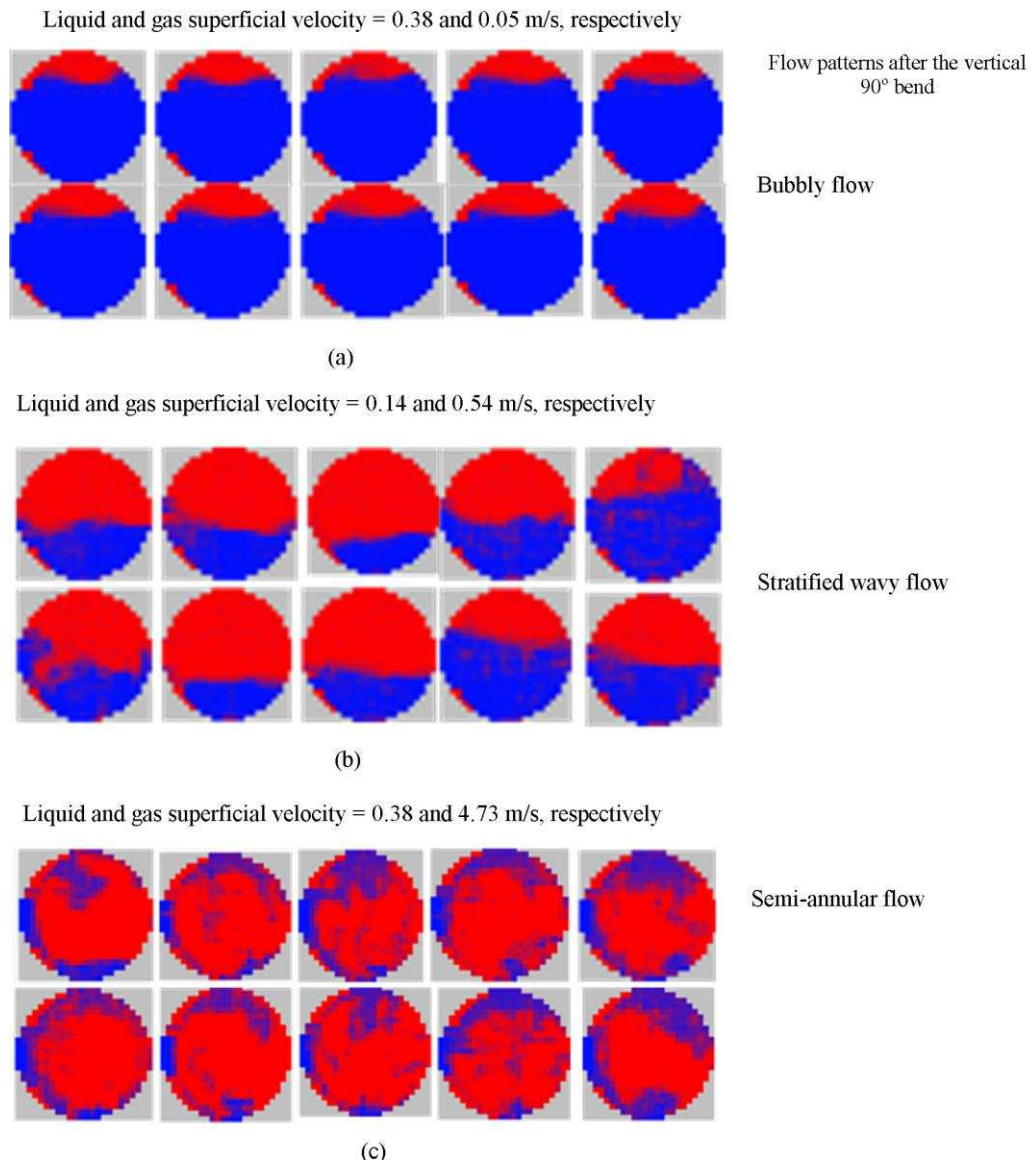 Liquid and gas superficial velocity = 0.38 and 0.05 m/s, respectively
Flow patterns after the vertical
90° bend
Bubbly flow
(a)
Liquid and gas superficial velocity = 0.14 and 0.54 m/s, respectively
Stratified wavy flow
(b)
Liquid and gas superficial velocity = 0.38 and 4.73 m/s, respectively
Semi-annular flow
(c)